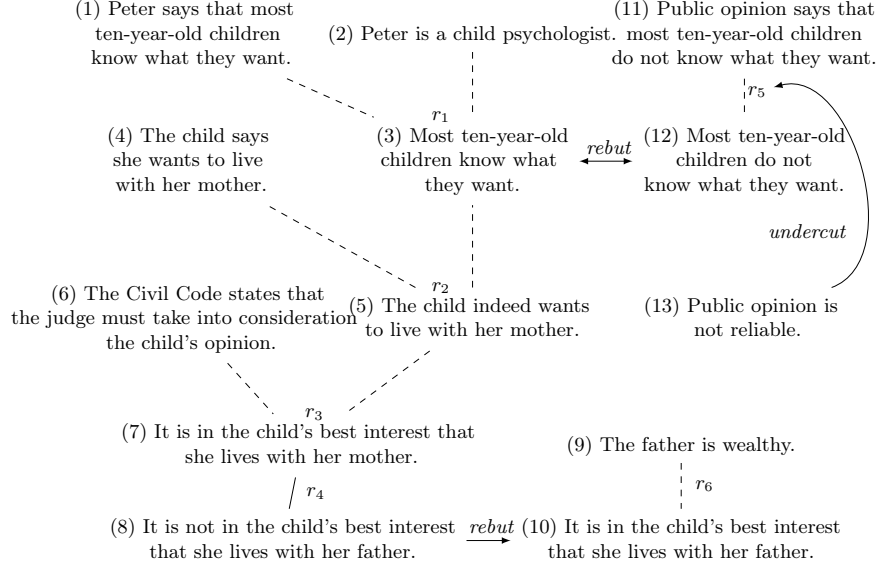 (1) Peter says that most
ten-year-old children
know what they want.
(2) Peter is a child psychologist.
(11) Public opinion says that
most ten-year-old children
do not know what they want.
r5
r1
(4) The child says
she wants to live
with her mother.
(3) Most ten-year-old
children know what
they want.
rebut
(12) Most ten-year-old
children do not
know what they want.
undercut
r2
(6) The Civil Code states that
the judge must take into consideration
the child's opinion.
(5) The child indeed wants
to live with her mother.
(13) Public opinion is
not reliable.
r3
(7) It is in the child's best interest that
she lives with her mother.
(9) The father is wealthy.
r4
r6
(8) It is not in the child's best interest
that she lives with her father.
rebut
(10) It is in the child's best interest
that she lives with her father.